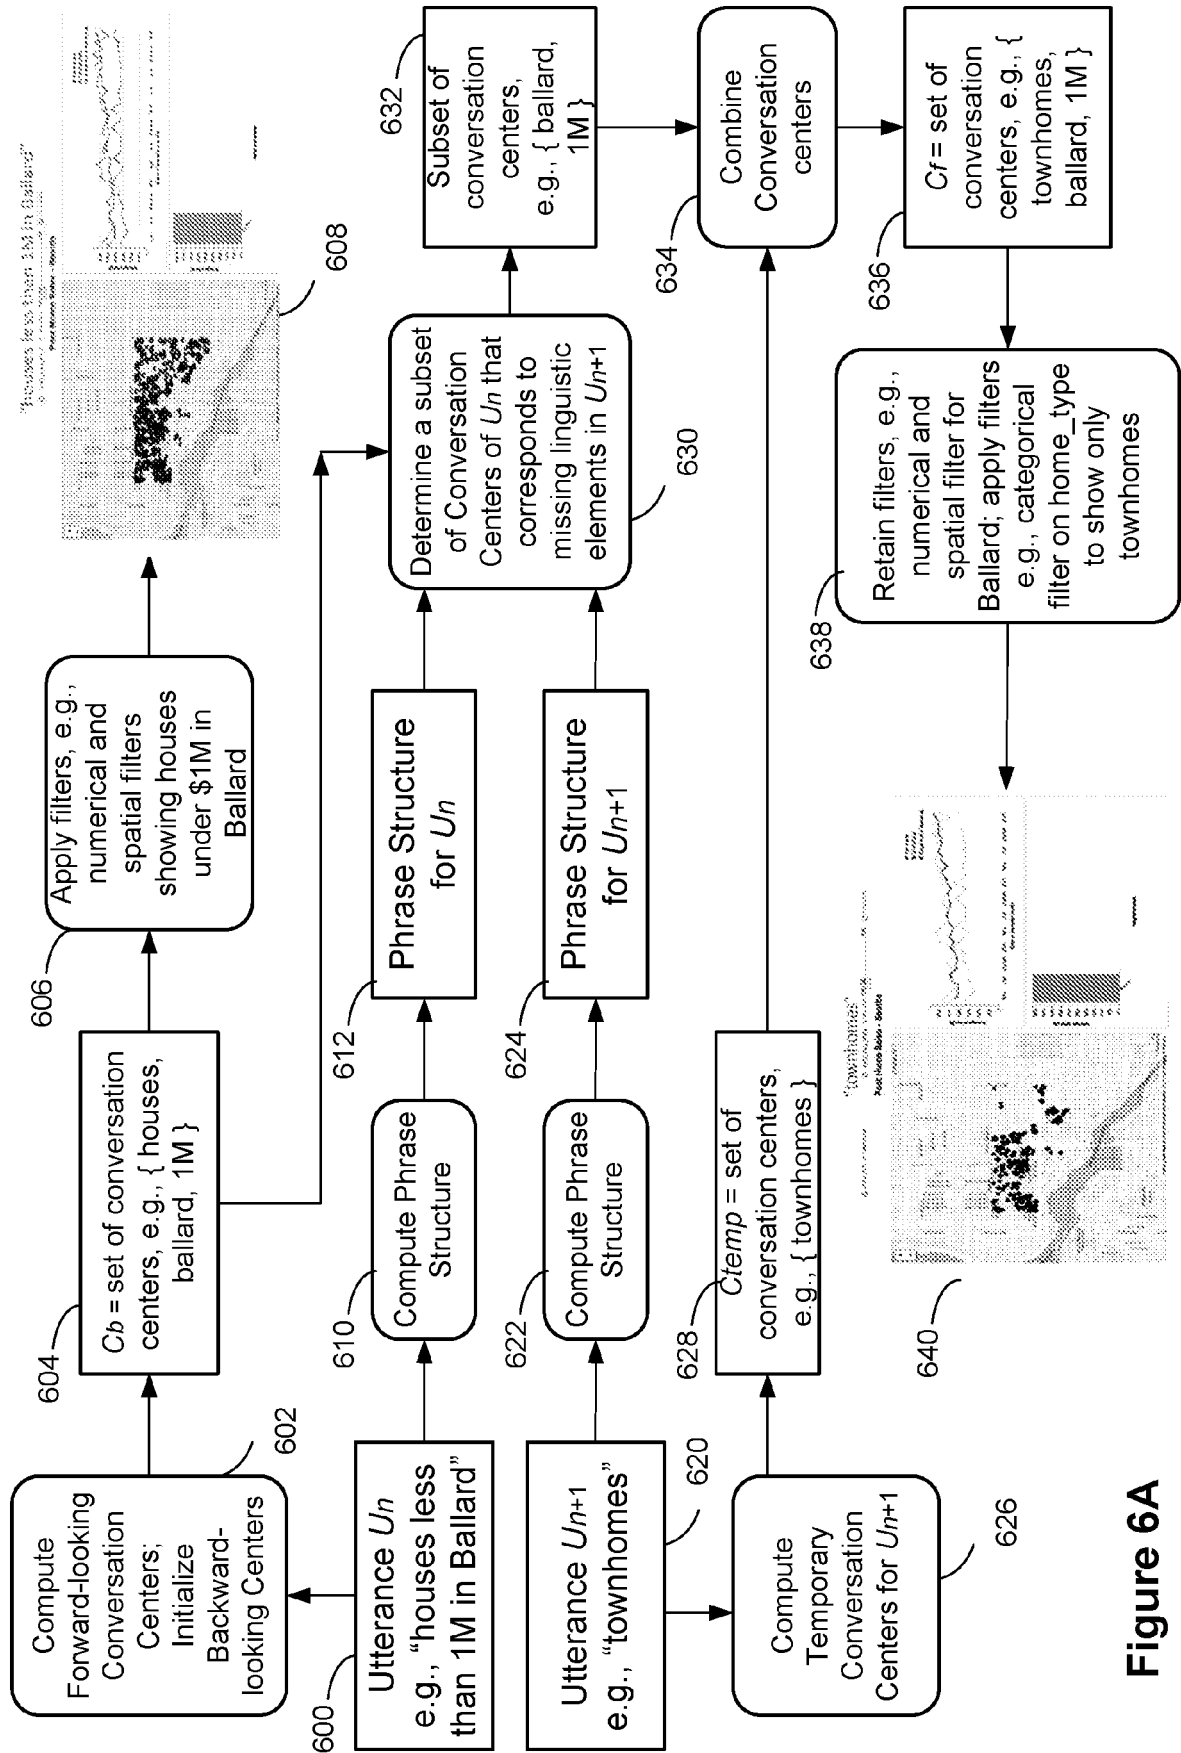 Compute
Forward-looking
Conversation
Centers;
Initialize
Backward-
looking Centers
602
Cb = set of conversation
centers, e.g., { houses,
ballard, 1M }
604
Apply filters, e.g.,
numerical and
spatial filters
showing houses
under $1M in
Ballard
606
"houses less than 1M in Ballard"
608
Utterance Un
e.g., “houses less
than 1M in Ballard”
600
Compute Phrase
Structure
610
Phrase Structure
for Un
612
Utterance Un+1
e.g., “townhomes”
620
Compute Phrase
Structure
622
Phrase Structure
for Un+1
624
Determine a subset
of Conversation
Centers of Un that
corresponds to
missing linguistic
elements in Un+1
630
Subset of
conversation
centers,
e.g., { ballard,
1M }
632
Compute
Temporary
Conversation
Centers for Un+1
626
Ctemp = set of
conversation centers,
e.g., { townhomes }
628
Combine
Conversation
centers
634
Cf = set of
conversation
centers, e.g., {
townhomes,
ballard, 1M }
636
Retain filters, e.g.,
numerical and
spatial filter for
Ballard; apply filters
e.g., categorical
filter on home_type
to show only
townhomes
638
"townhomes"
640
Figure 6A